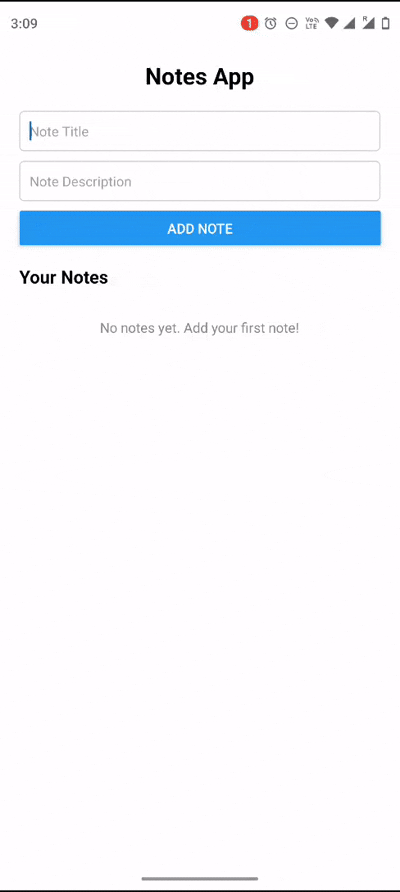 3:09
1
Vo)) LTE
R
Notes App
Note Title
Note Description
ADD NOTE
Your Notes
No notes yet. Add your first note!